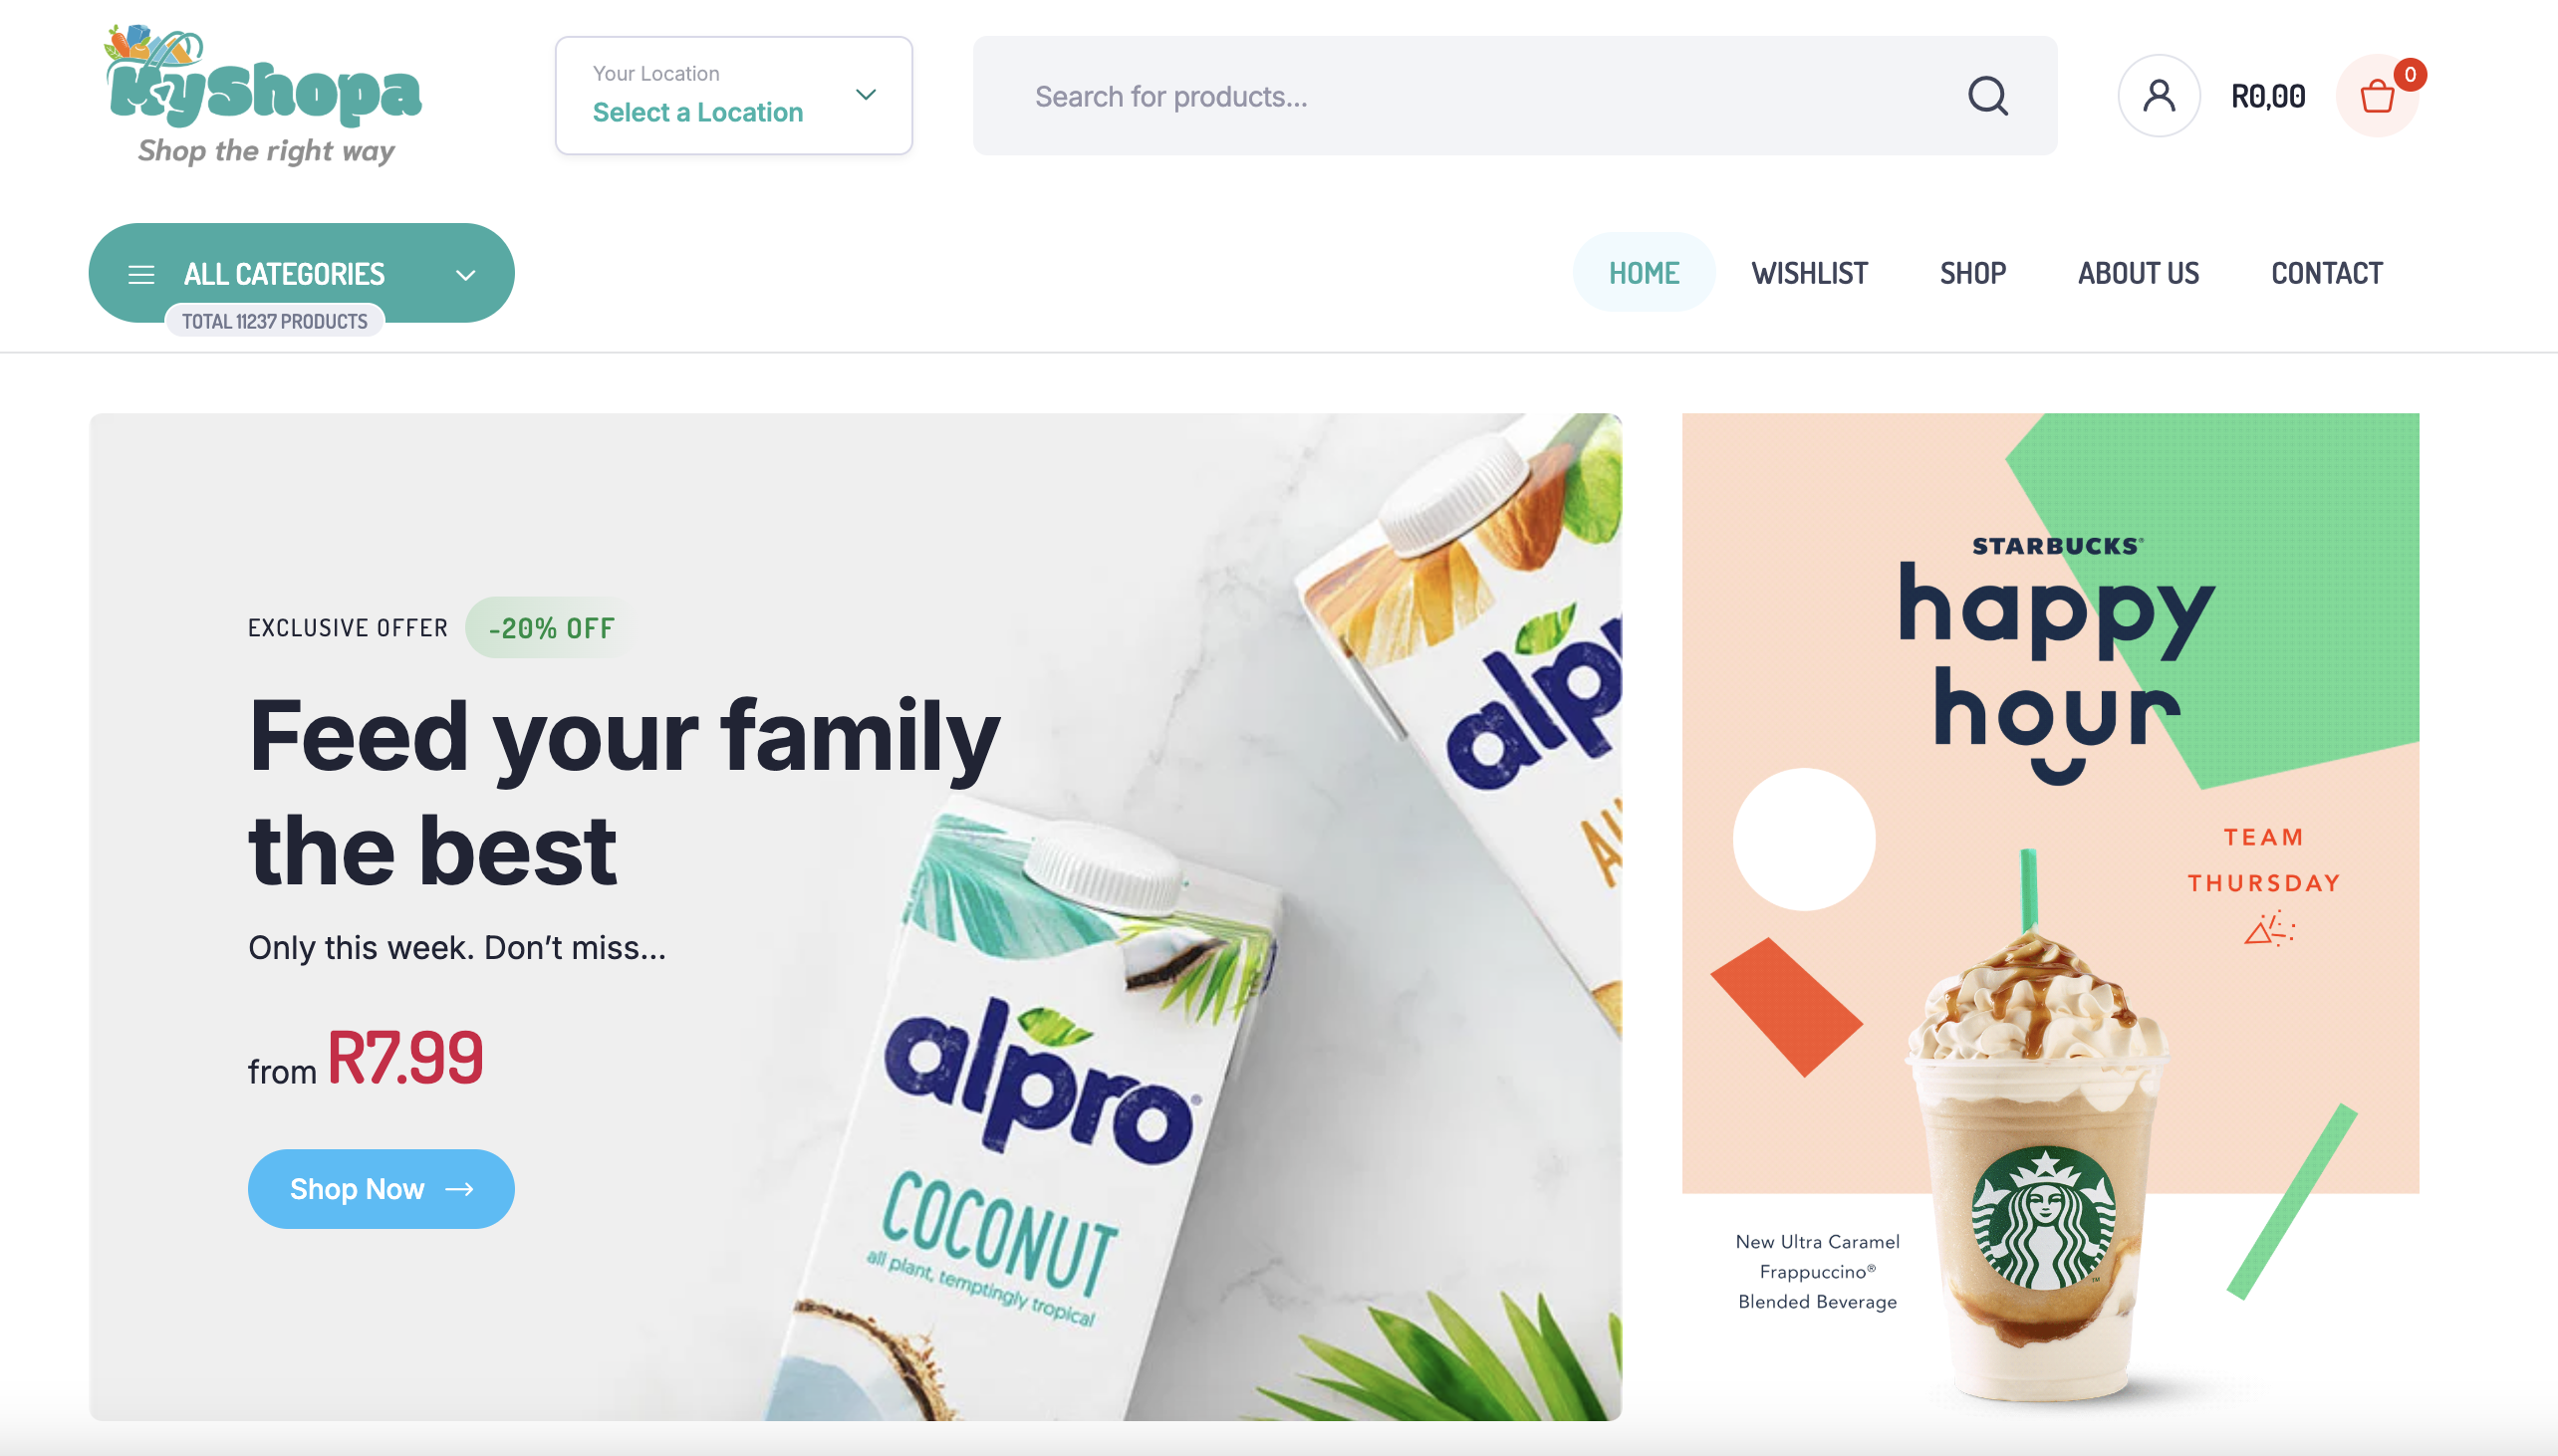 MyShopa
Shop the right way
Your Location
Select a Location
Search for products...
R0,00
0
ALL CATEGORIES
TOTAL 11237 PRODUCTS
HOME
WISHLIST
SHOP
ABOUT US
CONTACT
EXCLUSIVE OFFER
-20% OFF
Feed your family
the best
Only this week. Don’t miss...
from R7.99
Shop Now
alpro®
COCONUT
all plant, temptingly tropical
STARBUCKS®
happy
hour
TEAM
THURSDAY
New Ultra Caramel
Frappuccino®
Blended Beverage
TM